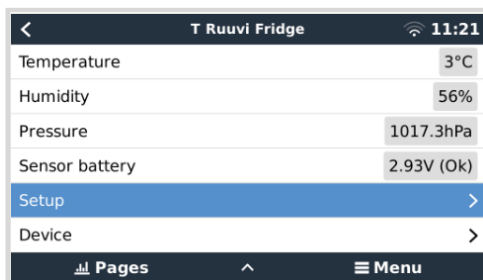 T Ruuvi Fridge 11:21
Temperature 3°C
Humidity 56%
Pressure 1017.3hPa
Sensor battery 2.93V (Ok)
Setup
Device
Pages Menu